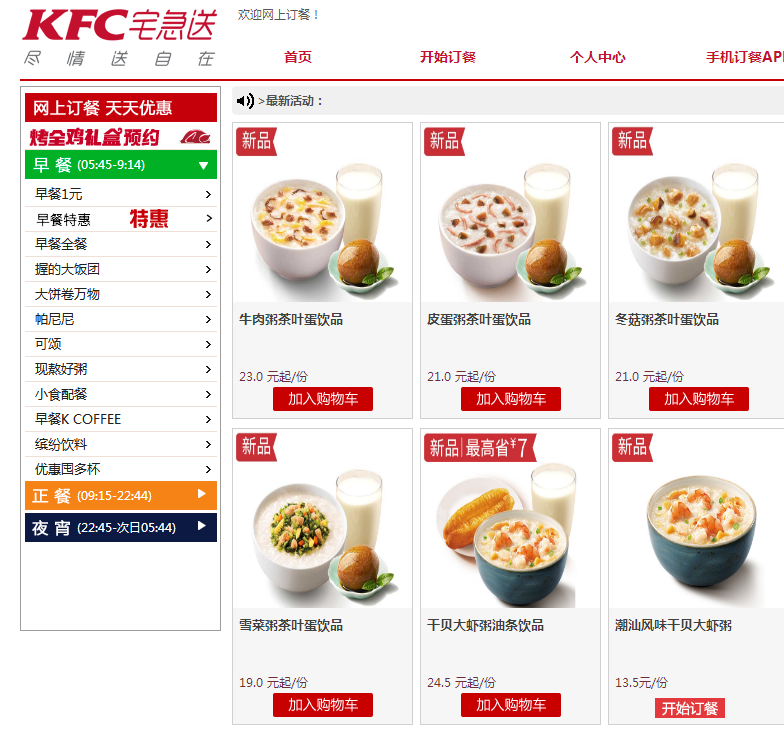 KFC宅急送
尽 情 送 自 在
欢迎网上订餐！
首页
开始订餐
个人中心
手机订餐AP
网上订餐 天天优惠
烤全鸡礼盒预约
早 餐 (05:45-9:14)
早餐1元
早餐特惠 特惠
早餐全餐
握的大饭团
大饼卷万物
帕尼尼
可颂
现熬好粥
小食配餐
早餐K COFFEE
缤纷饮料
优惠囤多杯
正 餐 (09:15-22:44)
夜 宵 (22:45-次日05:44)
>最新活动：
新品
牛肉粥茶叶蛋饮品
23.0 元起/份
加入购物车
新品
皮蛋粥茶叶蛋饮品
21.0 元起/份
加入购物车
新品
冬菇粥茶叶蛋饮品
21.0 元起/份
加入购物车
新品
雪菜粥茶叶蛋饮品
19.0 元起/份
加入购物车
新品|最高省¥7
干贝大虾粥油条饮品
24.5 元起/份
加入购物车
新品
潮汕风味干贝大虾粥
13.5元/份
开始订餐